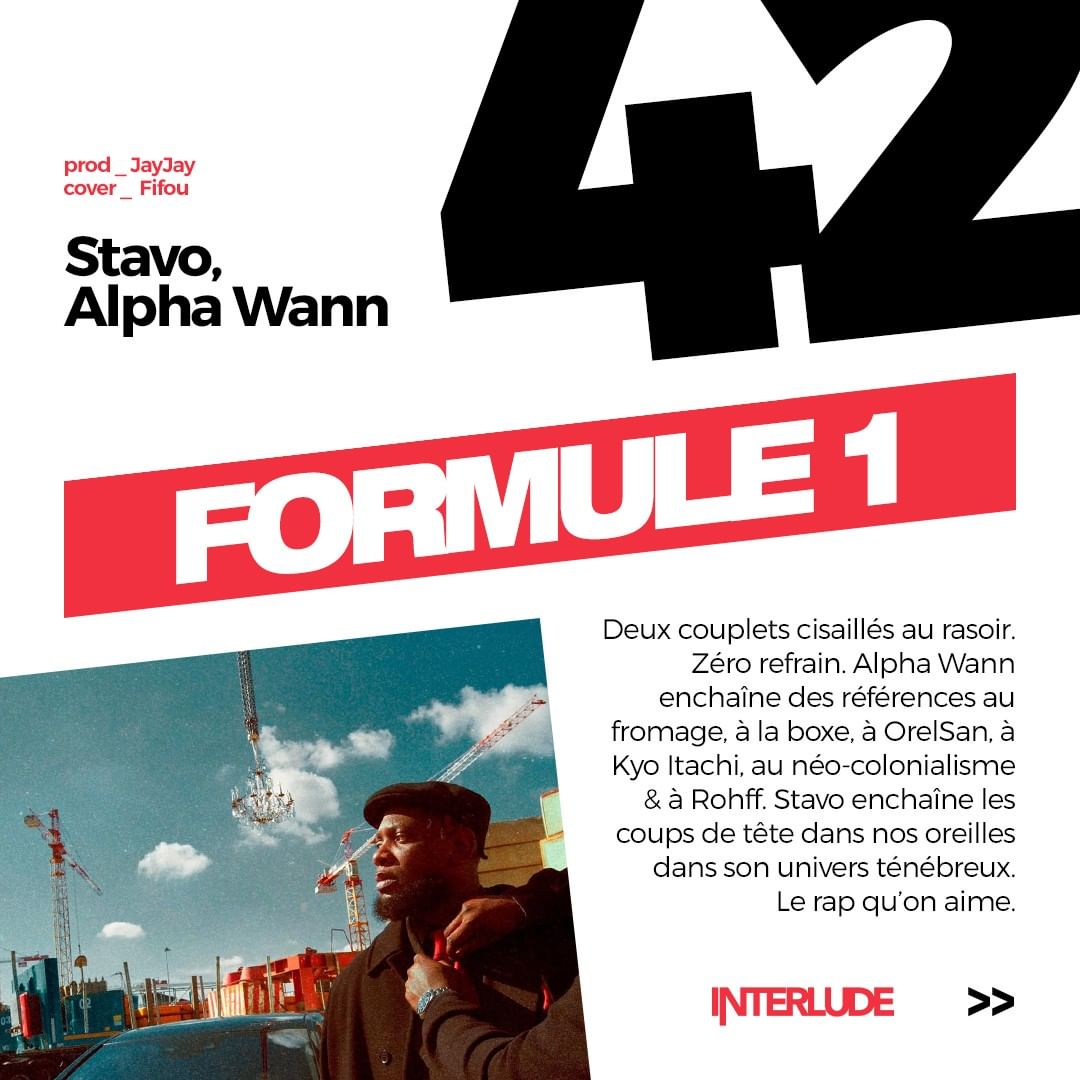 42
prod _ JayJay
cover _ Fifou
Stavo,
Alpha Wann
FORMULE 1
Deux couplets cisaillés au rasoir.
Zéro refrain. Alpha Wann
enchaîne des références au
fromage, à la boxe, à OrelSan, à
Kyo Itachi, au néo-colonialisme
& à Rohff. Stavo enchaîne les
coups de tête dans nos oreilles
dans son univers ténébreux.
Le rap qu’on aime.
INTERLUDE
>>